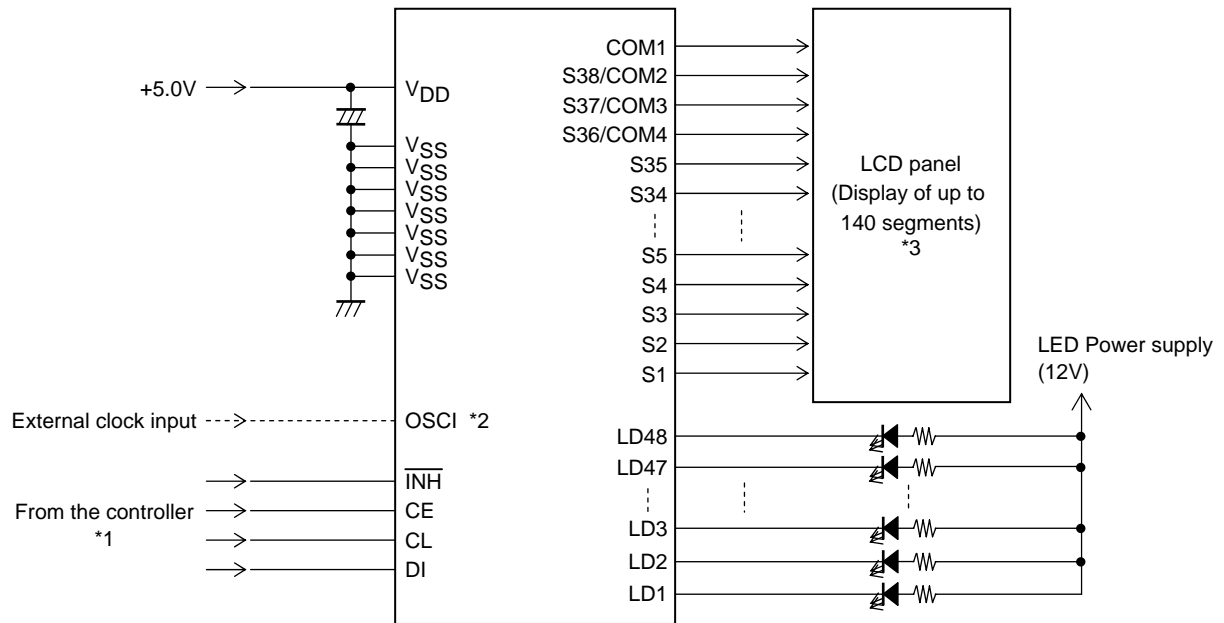 +5.0V
VDD
VSS
VSS
VSS
VSS
VSS
VSS
VSS
External clock input
OSCI *2
From the controller
*1
INH
CE
CL
DI
COM1
S38/COM2
S37/COM3
S36/COM4
S35
S34
S5
S4
S3
S2
S1
LD48
LD47
LD3
LD2
LD1
LCD panel
(Display of up to
140 segments)
*3
LED Power supply
(12V)